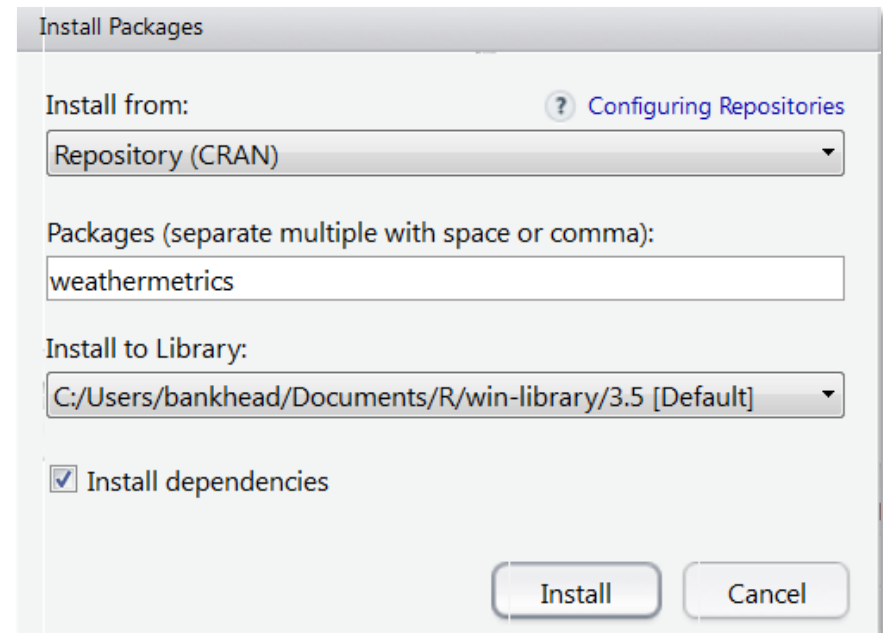 Install Packages
Install from:
? Configuring Repositories
Repository (CRAN)
Packages (separate multiple with space or comma):
weathermetrics
Install to Library:
C:/Users/bankhead/Documents/R/win-library/3.5 [Default]
Install dependencies
Install
Cancel